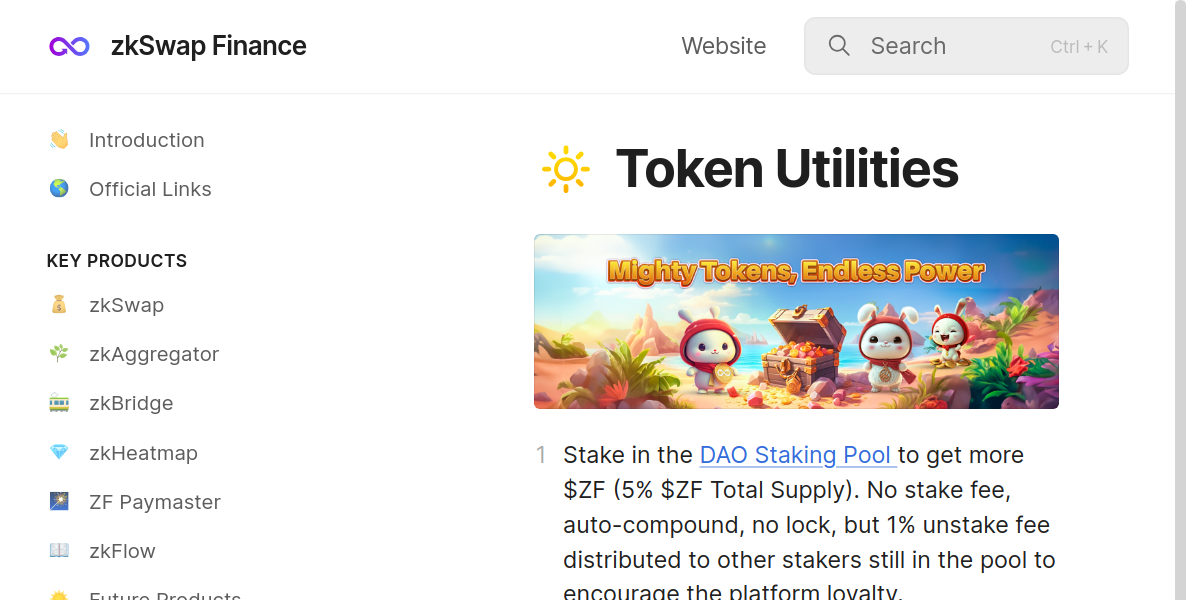 zkSwap Finance
Website
Search
Ctrl + K
Introduction
Official Links
KEY PRODUCTS
zkSwap
zkAggregator
zkBridge
zkHeatmap
ZF Paymaster
zkFlow
Future Products
Token Utilities
Mighty Tokens, Endless Power
1 Stake in the DAO Staking Pool to get more
$ZF (5% $ZF Total Supply). No stake fee,
auto-compound, no lock, but 1% unstake fee
distributed to other stakers still in the pool to
encourage the platform loyalty.